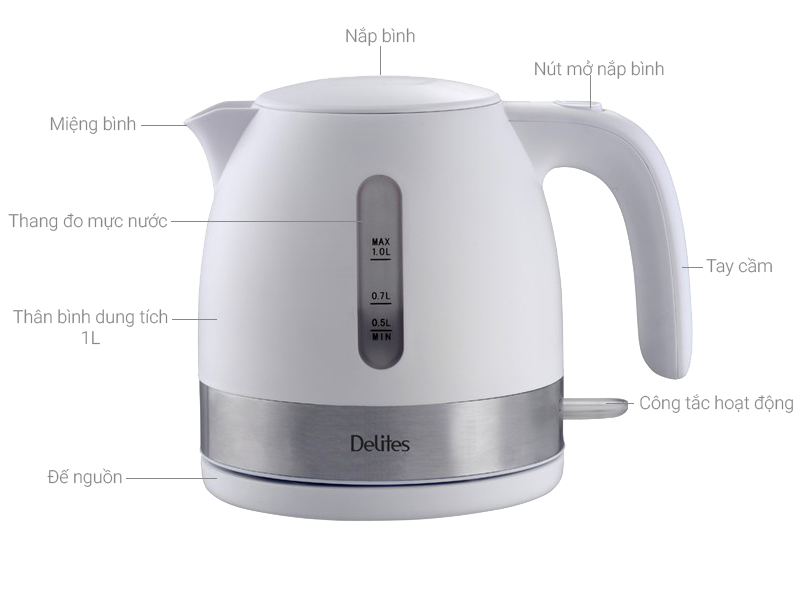 Nắp bình
Nút mở nắp bình
Miệng bình
Thang đo mực nước
MAX
1.0L
0.7L
0.5L
MIN
Tay cầm
Thân bình dung tích
1L
Công tắc hoạt động
Delites
Đế nguồn